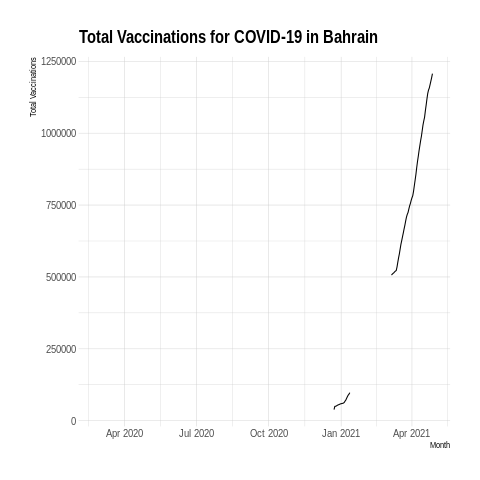 Total Vaccinations for COVID-19 in Bahrain
Total Vaccinations
1250000
1000000
750000
500000
250000
0
Apr 2020 Jul 2020 Oct 2020 Jan 2021 Apr 2021
Month